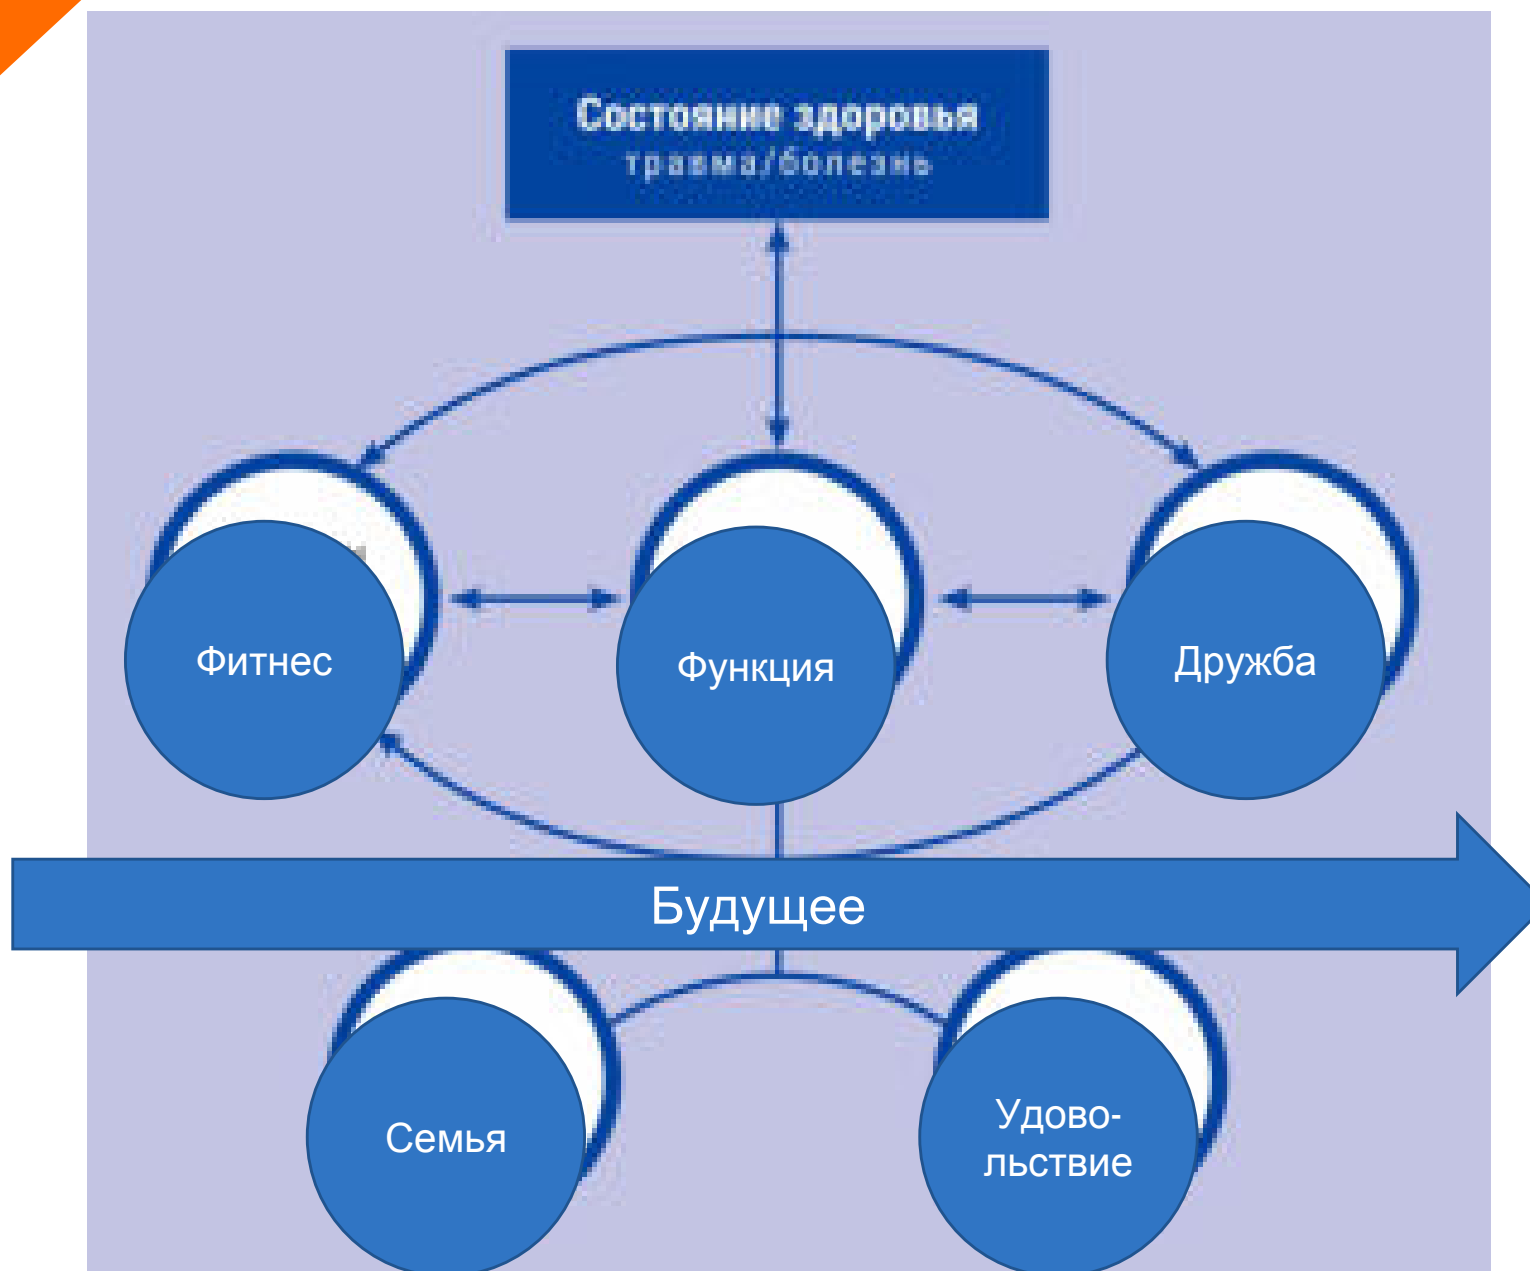 Состояние здоровья
травма/болезнь
Фитнес
Функция
Дружба
Будущее
Семья
Удово-
льствие